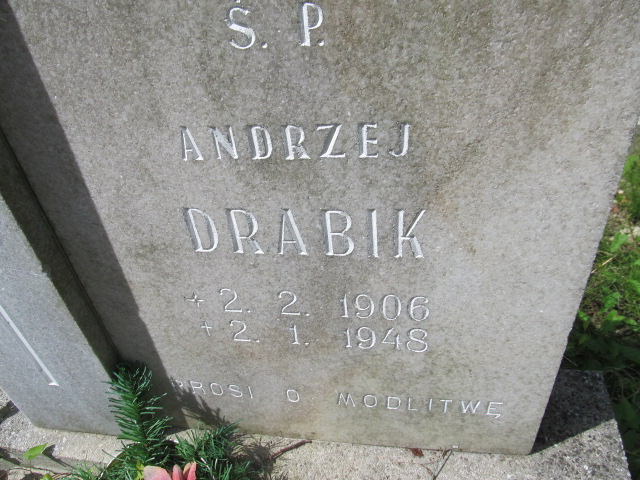 Ś. P.
ANDRZEJ
DRABIK
* 2. 2. 1906
+ 2. 1. 1948
PROSI O MODLITWĘ